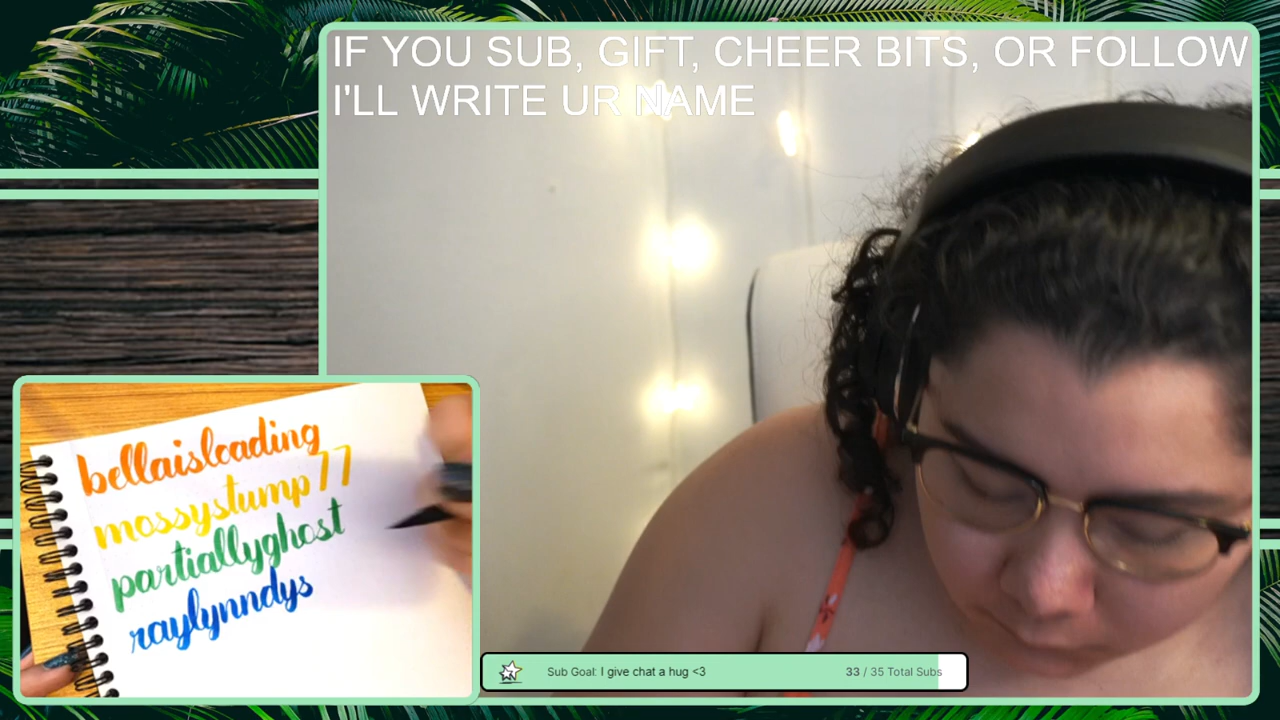 IF YOU SUB, GIFT, CHEER BITS, OR FOLLOW
I'LL WRITE UR NAME
bellaisloading
mossystump77
partiallyghost
raylynndys
Sub Goal: I give chat a hug <3
33 / 35 Total Subs